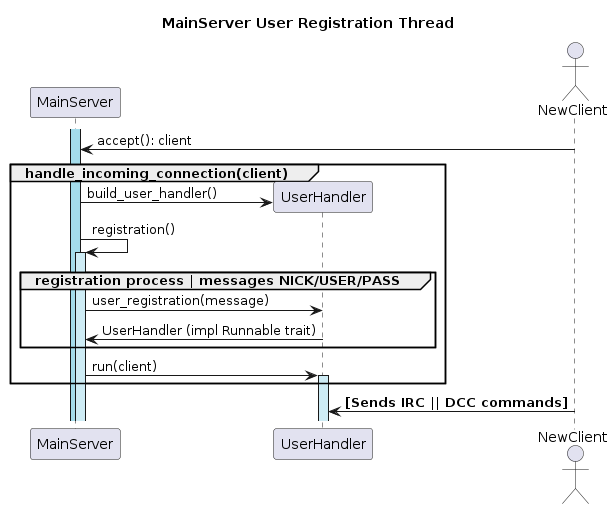 MainServer User Registration Thread
NewClient
MainServer
accept(): client
handle_incoming_connection(client)
build_user_handler()
UserHandler
registration()
registration process | messages NICK/USER/PASS
user_registration(message)
UserHandler (impl Runnable trait)
run(client)
[Sends IRC || DCC commands]
MainServer
UserHandler
NewClient